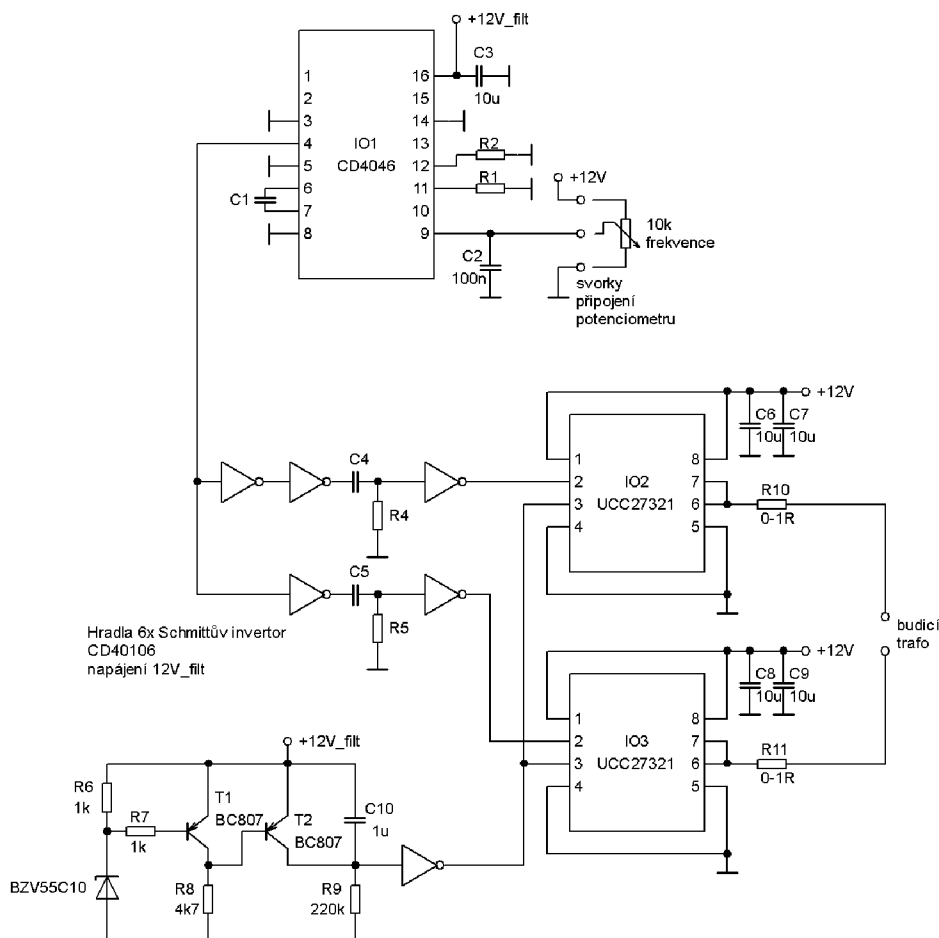 +12V_filt
C3
10u
1
2
3
4
5
6
7
8
16
15
14
13
12
11
10
9
IO1
CD4046
R2
R1
C1
+12V
10k
frekvence
C2
100n
svorky
připojení
potenciometru
+12V
C6
10u
C7
10u
C4
R4
1
2
3
4
8
7
6
5
IO2
UCC27321
R10
0-1R
C5
R5
Hradla 6x Schmittův invertor
CD40106
napájení 12V_filt
budicí
trafo
+12V
C8
10u
C9
10u
1
2
3
4
8
7
6
5
IO3
UCC27321
R11
0-1R
+12V_filt
R6
1k
R7
1k
T1
BC807
T2
BC807
C10
1u
BZV55C10
R8
4k7
R9
220k